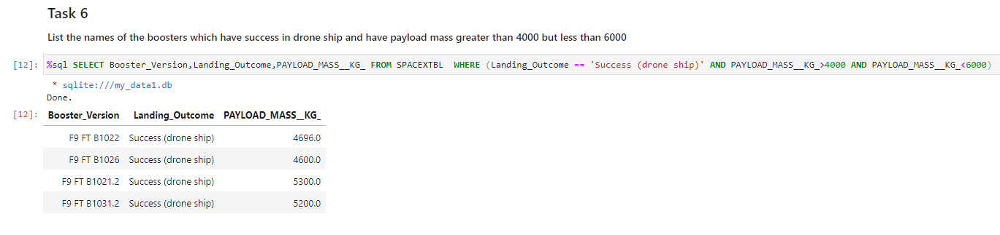 Task 6
List the names of the boosters which have success in drone ship and have payload mass greater than 4000 but less than 6000
[12]: %sql SELECT Booster_Version,Landing_Outcome,PAYLOAD_MASS__KG_ FROM SPACEXTBL  WHERE (Landing_Outcome == 'Success (drone ship)' AND PAYLOAD_MASS__KG_>4000 AND PAYLOAD_MASS__KG_<6000)
* sqlite:///my_data1.db
Done.
[12]: Booster_Version Landing_Outcome PAYLOAD_MASS__KG_
F9 FT B1022 Success (drone ship) 4696.0
F9 FT B1026 Success (drone ship) 4600.0
F9 FT B1021.2 Success (drone ship) 5300.0
F9 FT B1031.2 Success (drone ship) 5200.0